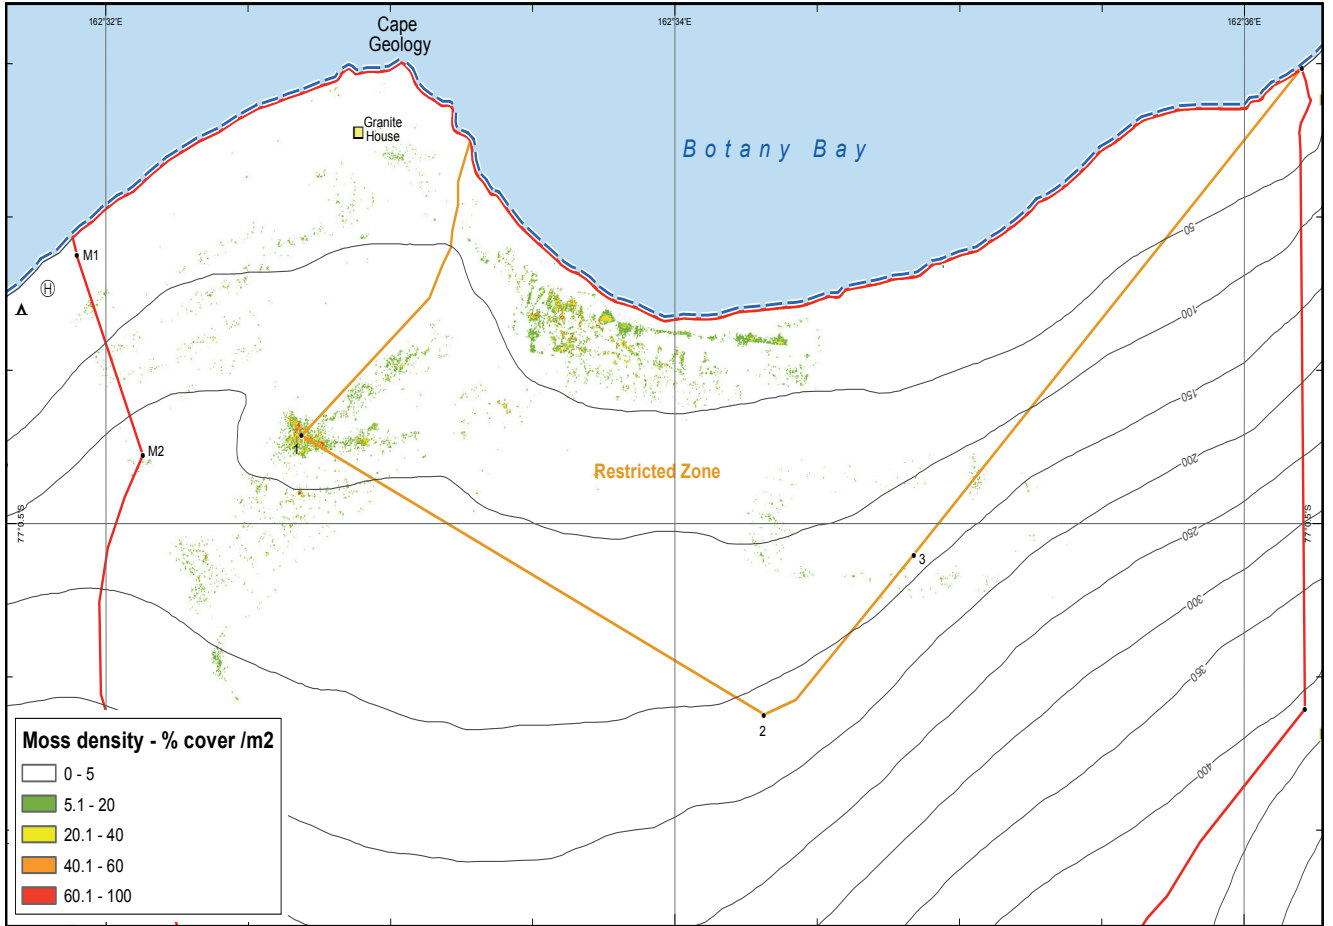 162°32'E
162°34'E
162°36'E
Cape
Geology
Granite
House
Botany Bay
M1
H
50
100
150
M2
1
Restricted Zone
200
77°0.5'S
77°0.5'S
250
3
300
350
2
400
Moss density - % cover /m2
0 - 5
5.1 - 20
20.1 - 40
40.1 - 60
60.1 - 100